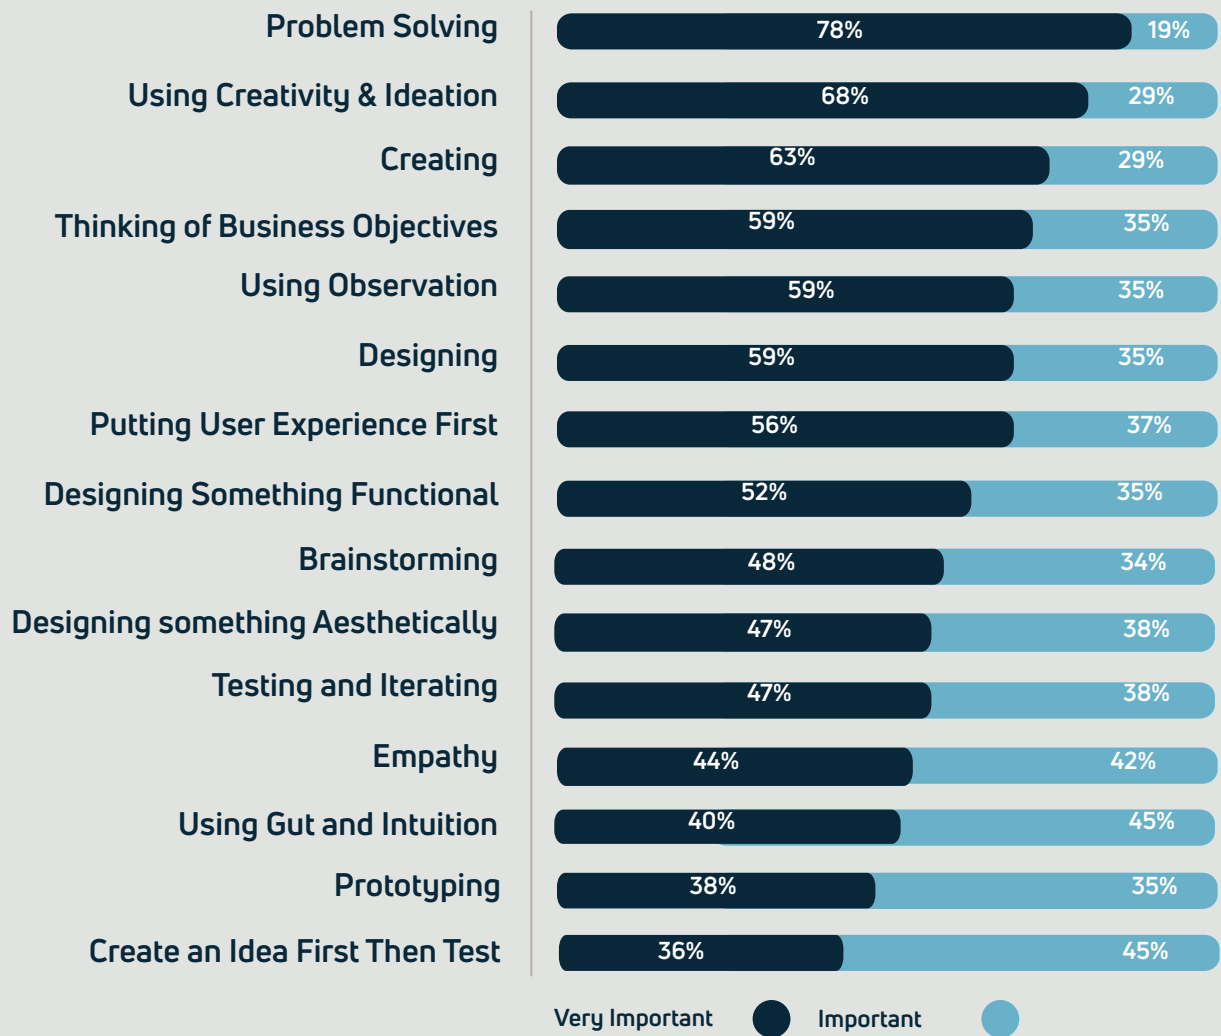 Problem Solving 78% 19%
Using Creativity & Ideation 68% 29%
Creating 63% 29%
Thinking of Business Objectives 59% 35%
Using Observation 59% 35%
Designing 59% 35%
Putting User Experience First 56% 37%
Designing Something Functional 52% 35%
Brainstorming 48% 34%
Designing something Aesthetically 47% 38%
Testing and Iterating 47% 38%
Empathy 44% 42%
Using Gut and Intuition 40% 45%
Prototyping 38% 35%
Create an Idea First Then Test 36% 45%
Very Important Important